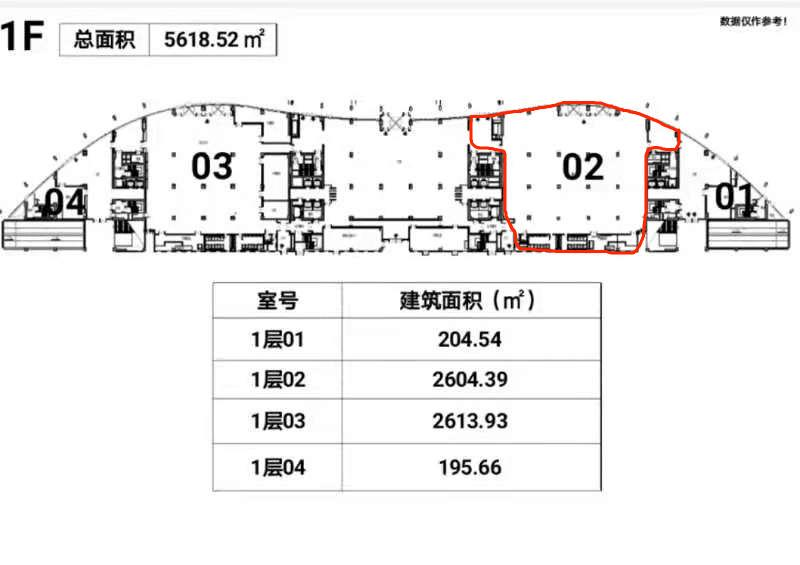 数据仅作参考！
1F
总面积 5618.52 ㎡
03
02
04
01
室号 建筑面积（㎡）
1层01 204.54
1层02 2604.39
1层03 2613.93
1层04 195.66